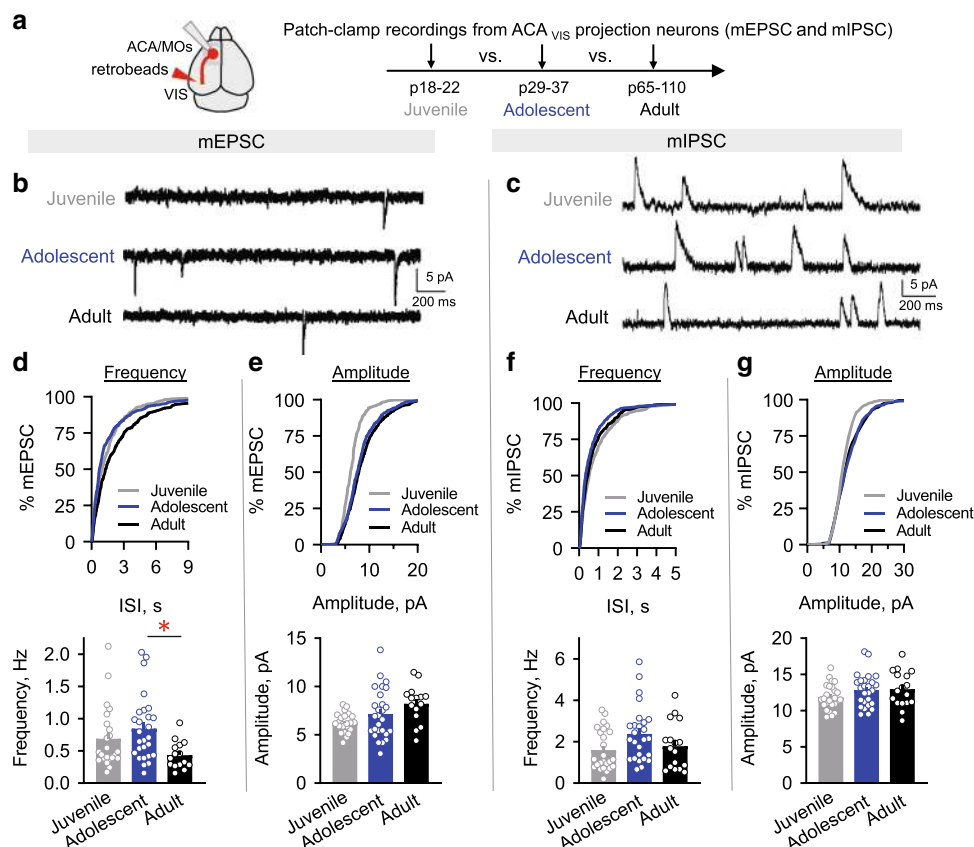 a
Patch-clamp recordings from ACA VIS projection neurons (mEPSC and mIPSC)
ACA/MOs
retrobeads
VIS
vs.
vs.
p18-22
p29-37
p65-110
Juvenile
Adolescent
Adult
mEPSC
mIPSC
b
Juvenile
Adolescent
Adult
5 pA
200 ms
c
Juvenile
Adolescent
Adult
5 pA
200 ms
d
Frequency
% mEPSC
100
75
50
25
0
Juvenile
Adolescent
Adult
0 3 6 9
ISI, s
Frequency, Hz
2.0
1.5
1.0
0.5
0.0
*
Juvenile
Adolescent
Adult
e
Amplitude
% mEPSC
100
75
50
25
0
Juvenile
Adolescent
Adult
0 10 20
Amplitude, pA
Amplitude, pA
15
10
5
0
Juvenile
Adolescent
Adult
f
Frequency
% mIPSC
100
75
50
25
0
Juvenile
Adolescent
Adult
0 1 2 3 4 5
ISI, s
Frequency, Hz
6
4
2
0
Juvenile
Adolescent
Adult
g
Amplitude
% mIPSC
100
75
50
25
0
Juvenile
Adolescent
Adult
0 10 20 30
Amplitude, pA
Amplitude, pA
20
15
10
5
0
Juvenile
Adolescent
Adult